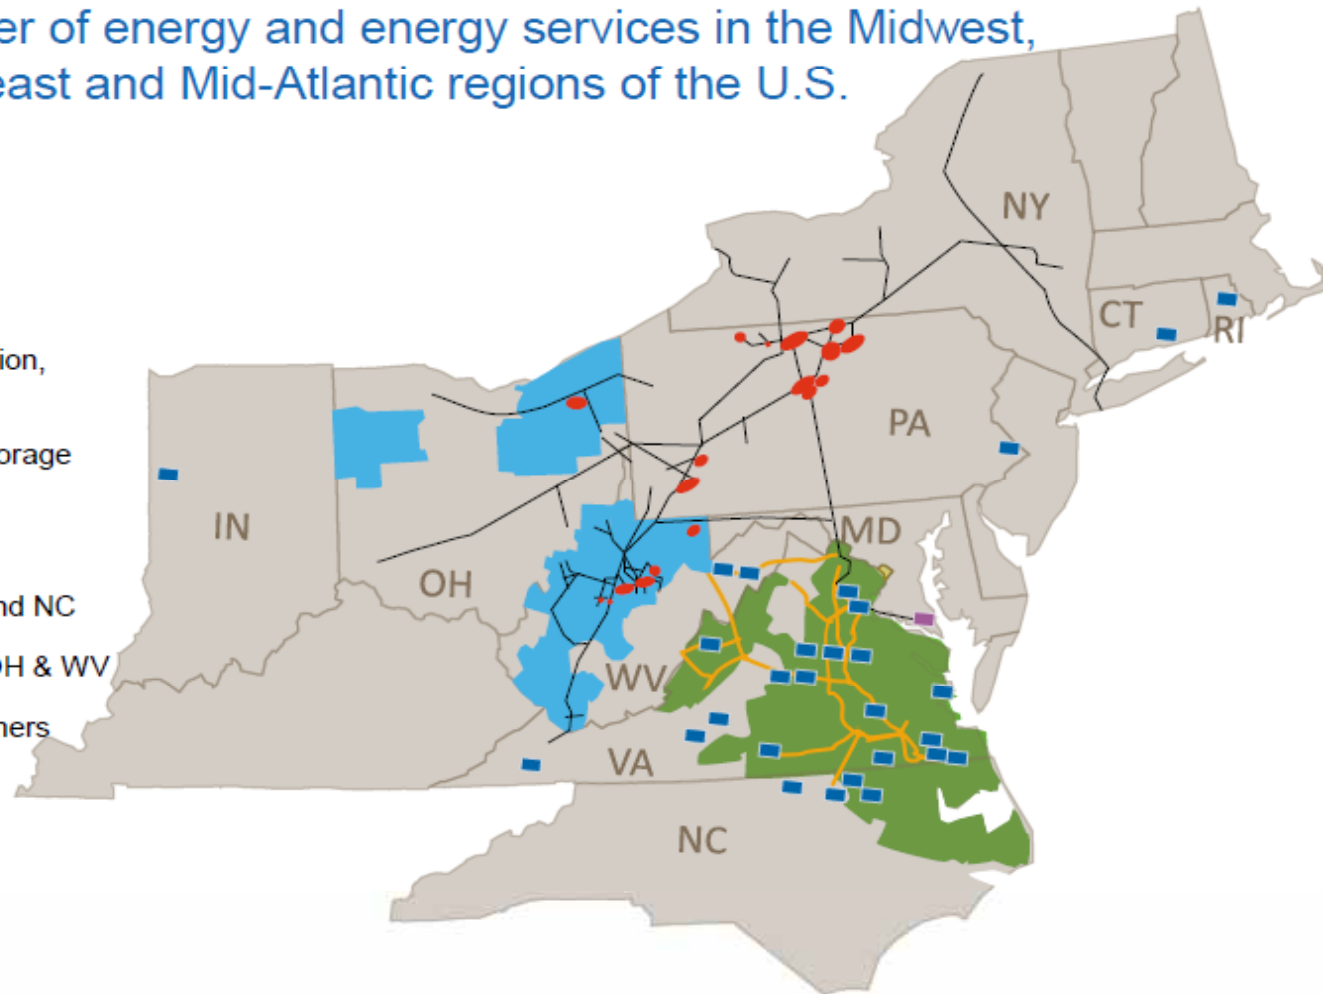 er of energy and energy services in the Midwest,
east and Mid-Atlantic regions of the U.S.
NY
CT
RI
ion,
PA
orage
IN
MD
OH
nd NC
OH & WV
WV
mers
VA
NC